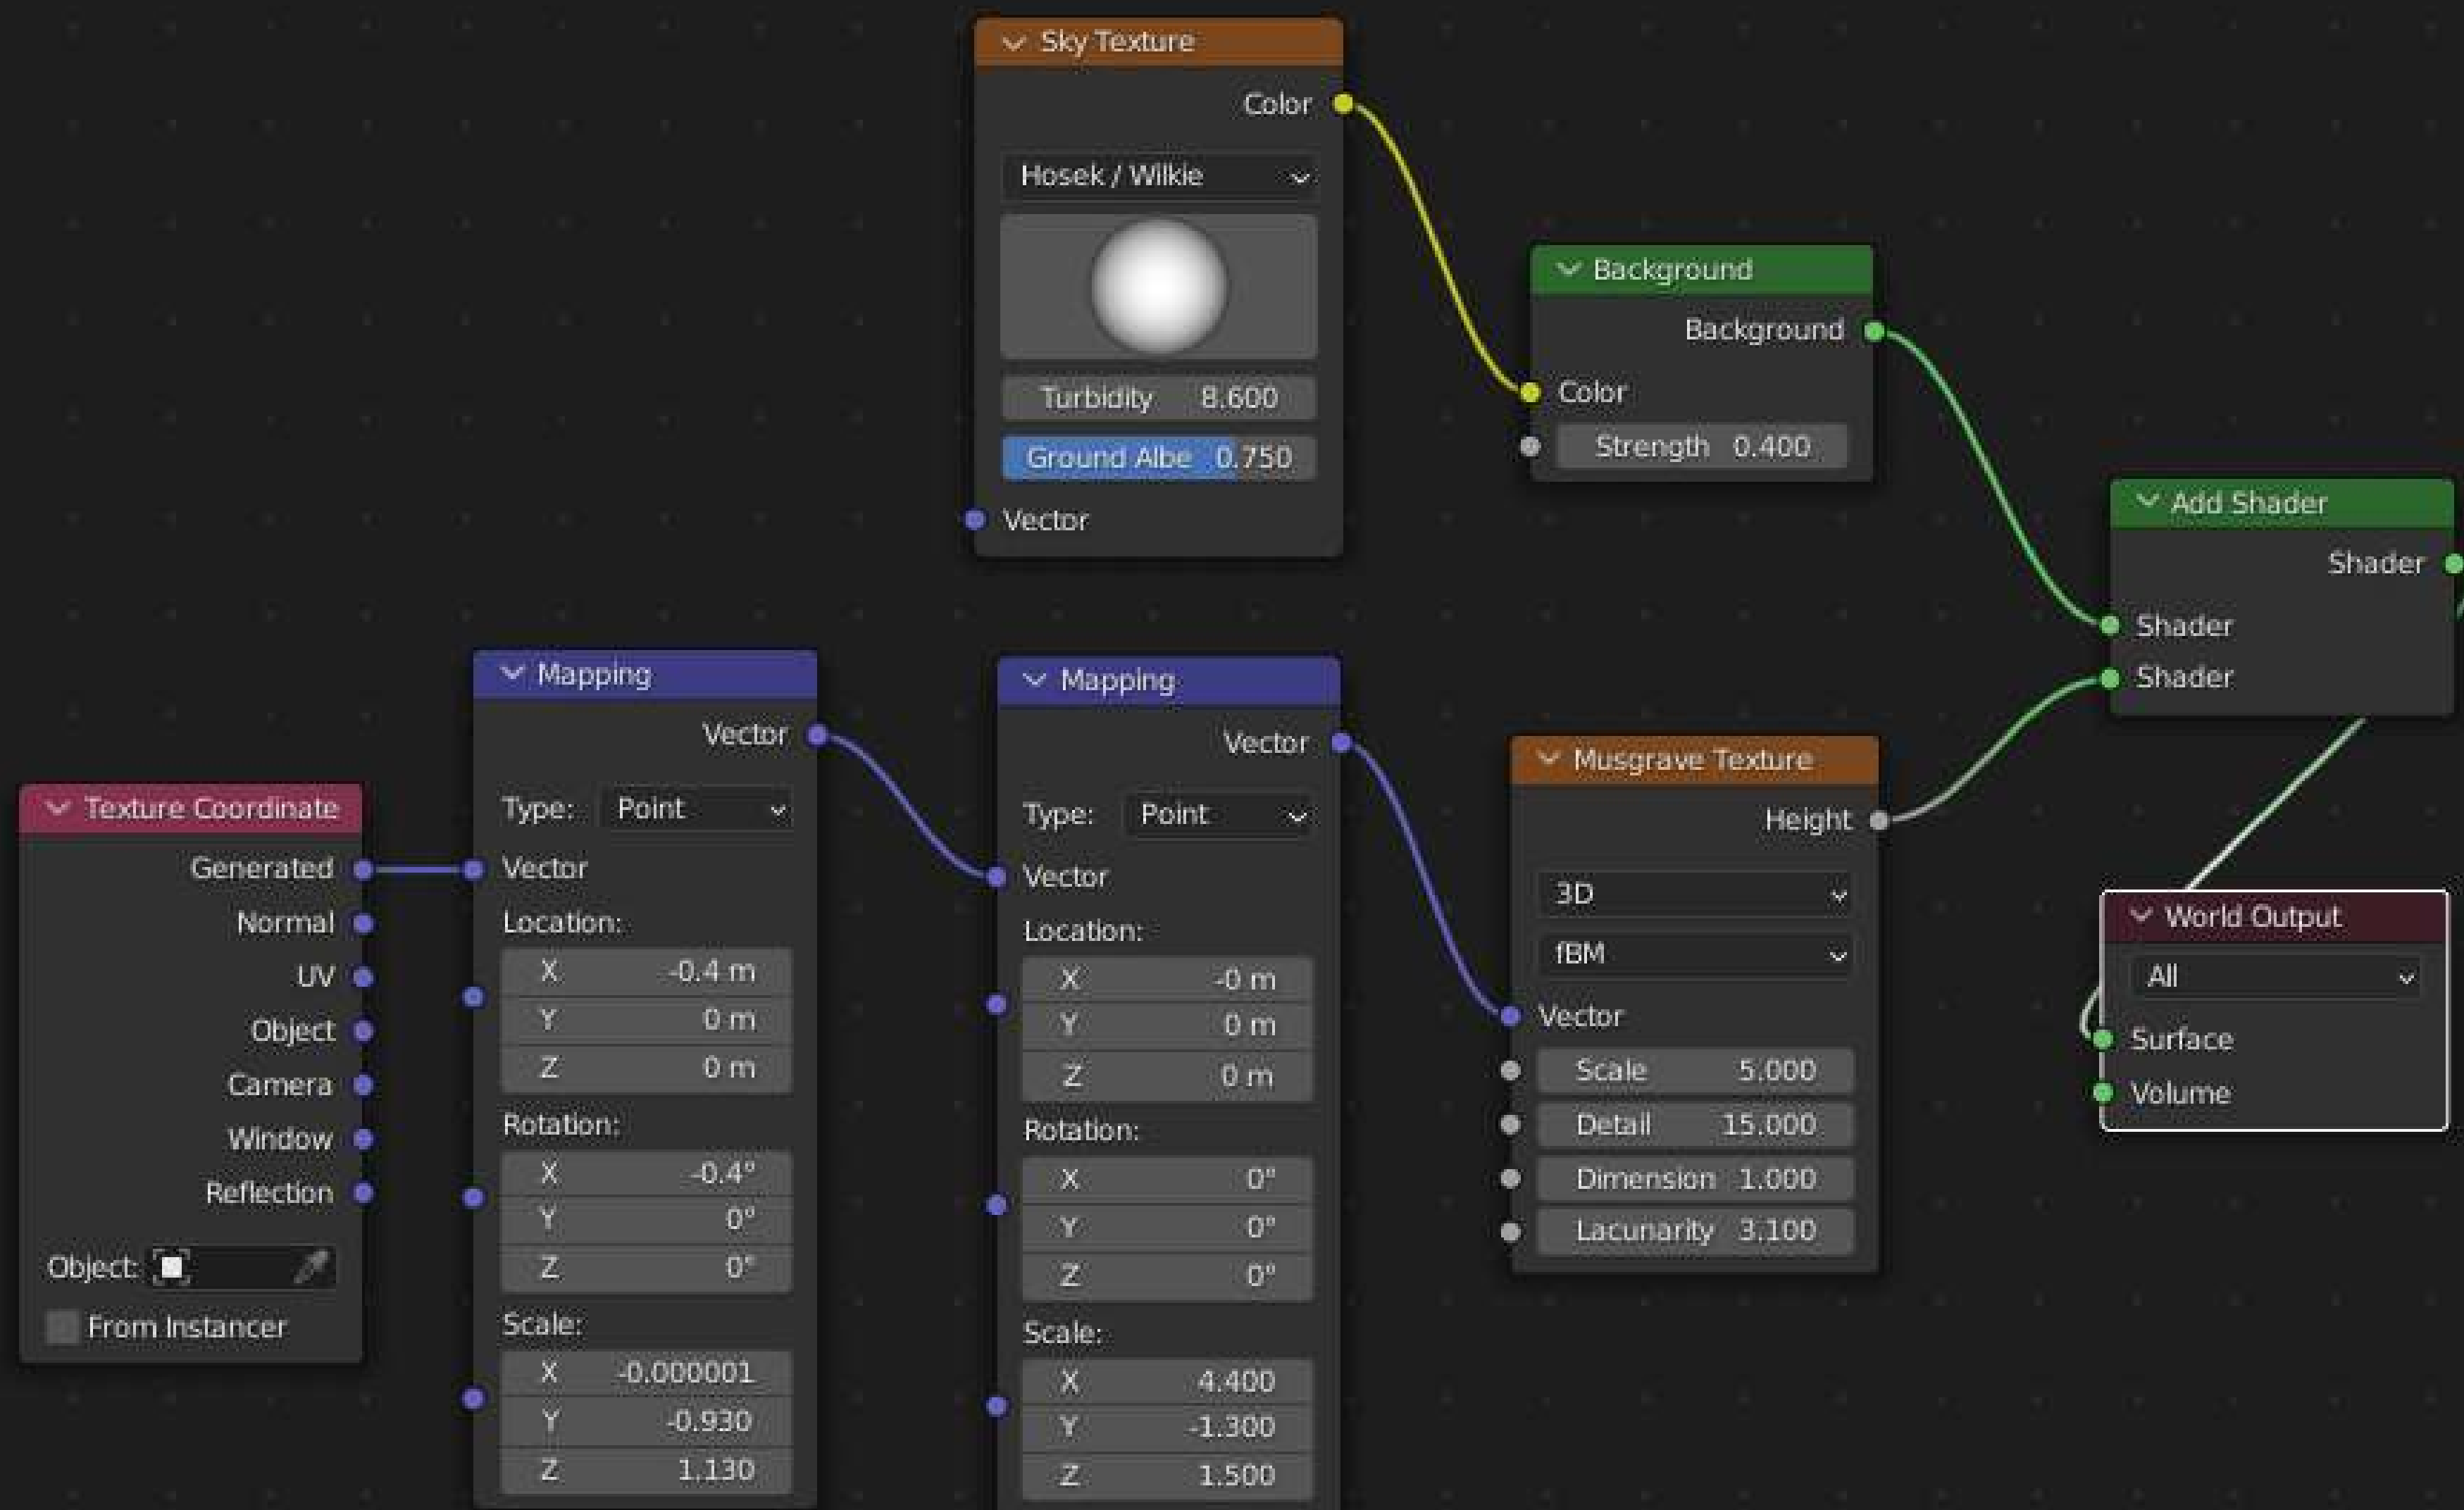 Sky Texture
Color
Hosek / Wilkie
Turbidity 8.600
Ground Albe 0.750
Vector
Background
Background
Color
Strength 0.400
Add Shader
Shader
Shader
Shader
Texture Coordinate
Generated
Normal
UV
Object
Camera
Window
Reflection
Object:
From Instancer
Mapping
Vector
Type: Point
Vector
Location:
X -0.4 m
Y 0 m
Z 0 m
Rotation:
X -0.4°
Y 0°
Z 0°
Scale:
X -0.000001
Y -0.930
Z 1.130
Mapping
Vector
Type: Point
Vector
Location:
X -0 m
Y 0 m
Z 0 m
Rotation:
X 0°
Y 0°
Z 0°
Scale:
X 4.400
Y -1.300
Z 1.500
Musgrave Texture
Height
3D
fBM
Vector
Scale 5.000
Detail 15.000
Dimension 1.000
Lacunarity 3.100
World Output
All
Surface
Volume